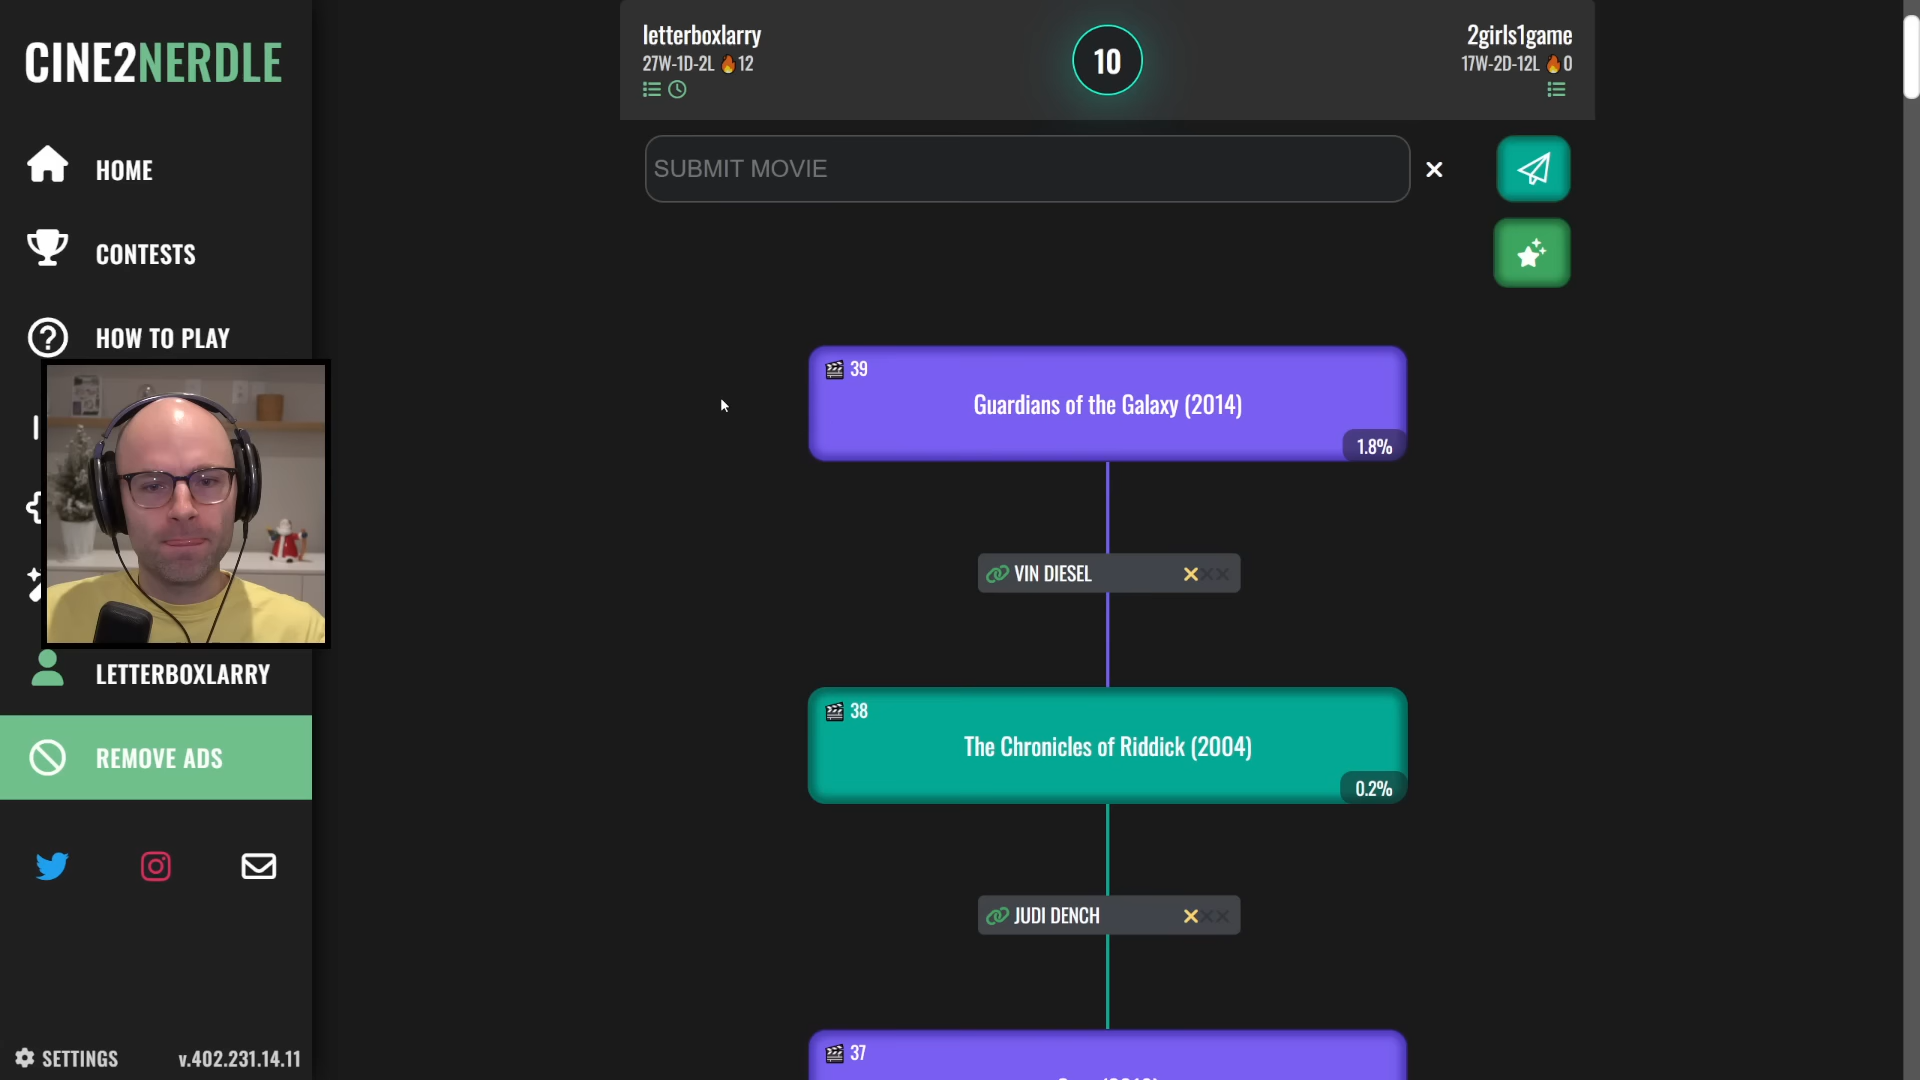 CINE2NERDLE
HOME
CONTESTS
HOW TO PLAY
LETTERBOXLARRY
REMOVE ADS
SETTINGS
v.402.231.14.11
letterboxlarry
27W-1D-2L 🔥12
10
2girls1game
17W-2D-12L 🔥0
SUBMIT MOVIE
39
Guardians of the Galaxy (2014)
1.8%
VIN DIESEL
38
The Chronicles of Riddick (2004)
0.2%
JUDI DENCH
37